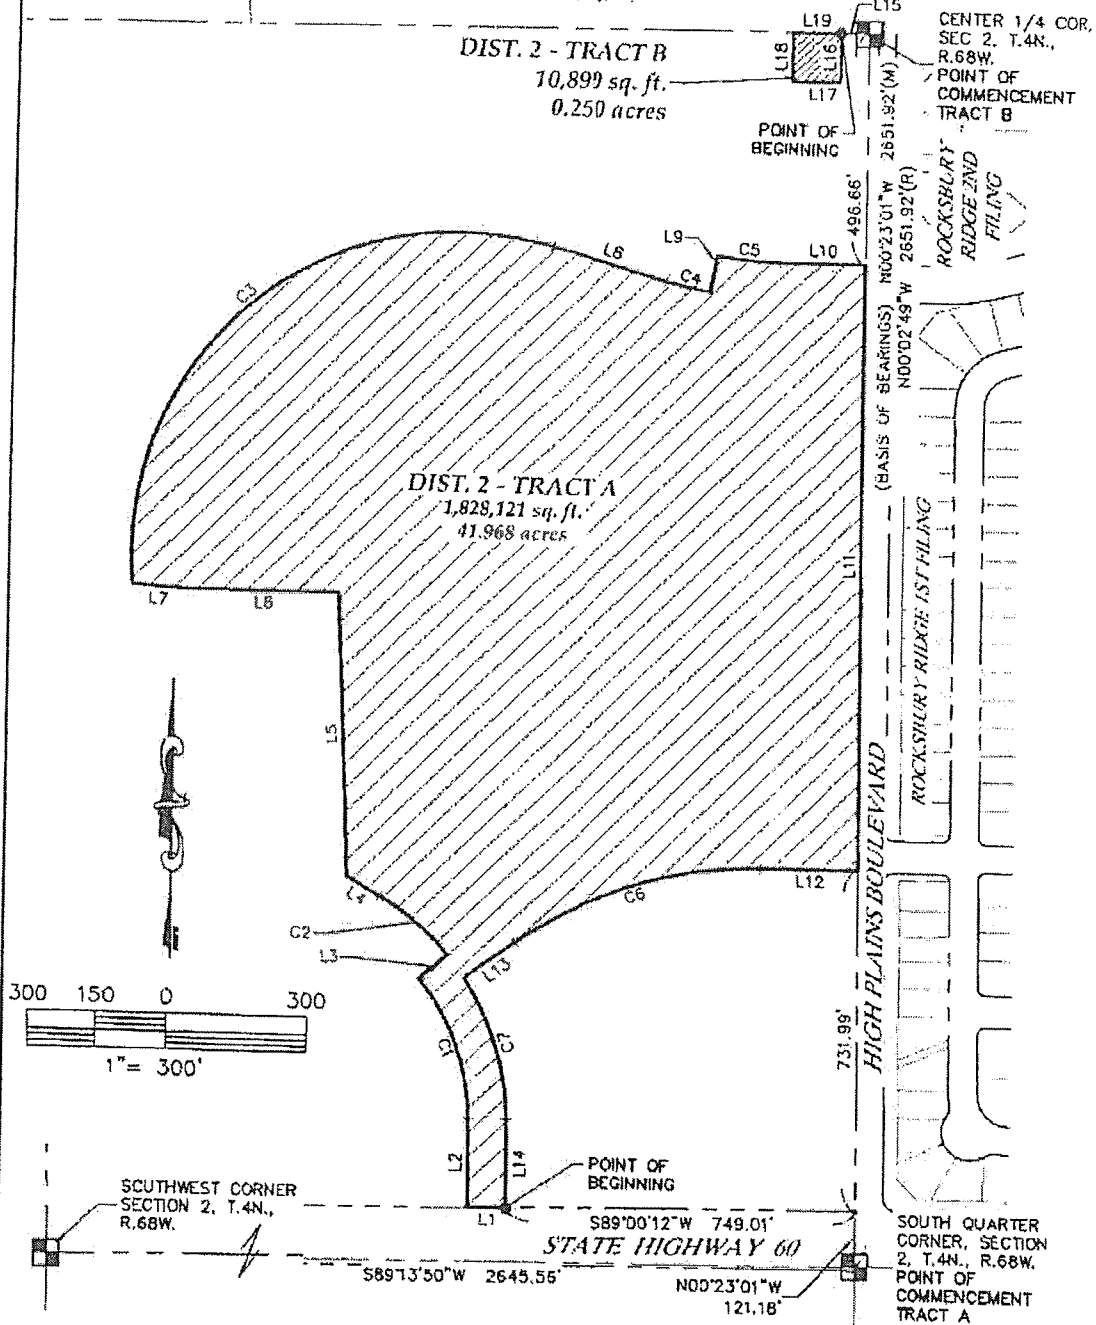 L19
L15
L18
L16
L17
CENTER 1/4 COR,
SEC 2, T.4N.,
R.68W.
POINT OF
COMMENCEMENT
TRACT B
DIST. 2 - TRACT B
10,899 sq. ft.
0.250 acres
POINT OF
BEGINNING
496.66'
(BASIS OF BEARINGS) N00°23'01"W 2651.92'(M)
N00°02'49"W 2651.92'(R)
ROCKSBURY
RIDGE 2ND
FILING
L9
C5
L10
L8
C4
C3
DIST. 2 - TRACT A
1,828,121 sq. ft.
41.968 acres
L11
ROCKSBURY RIDGE 1ST FILING
L7
L6
L5
L4
C2
L3
L13
C6
L12
HIGH PLAINS BOULEVARD
731.99'
300 150 0 300
1"= 300'
C1
C7
L2
L14
L1
POINT OF
BEGINNING
SOUTHWEST CORNER
SECTION 2, T.4N.,
R.68W.
S89°00'12"W 749.01'
STATE HIGHWAY 60
S89°13'50"W 2645.56'
N00°23'01"W
121.18'
SOUTH QUARTER
CORNER, SECTION
2, T.4N., R.68W.
POINT OF
COMMENCEMENT
TRACT A